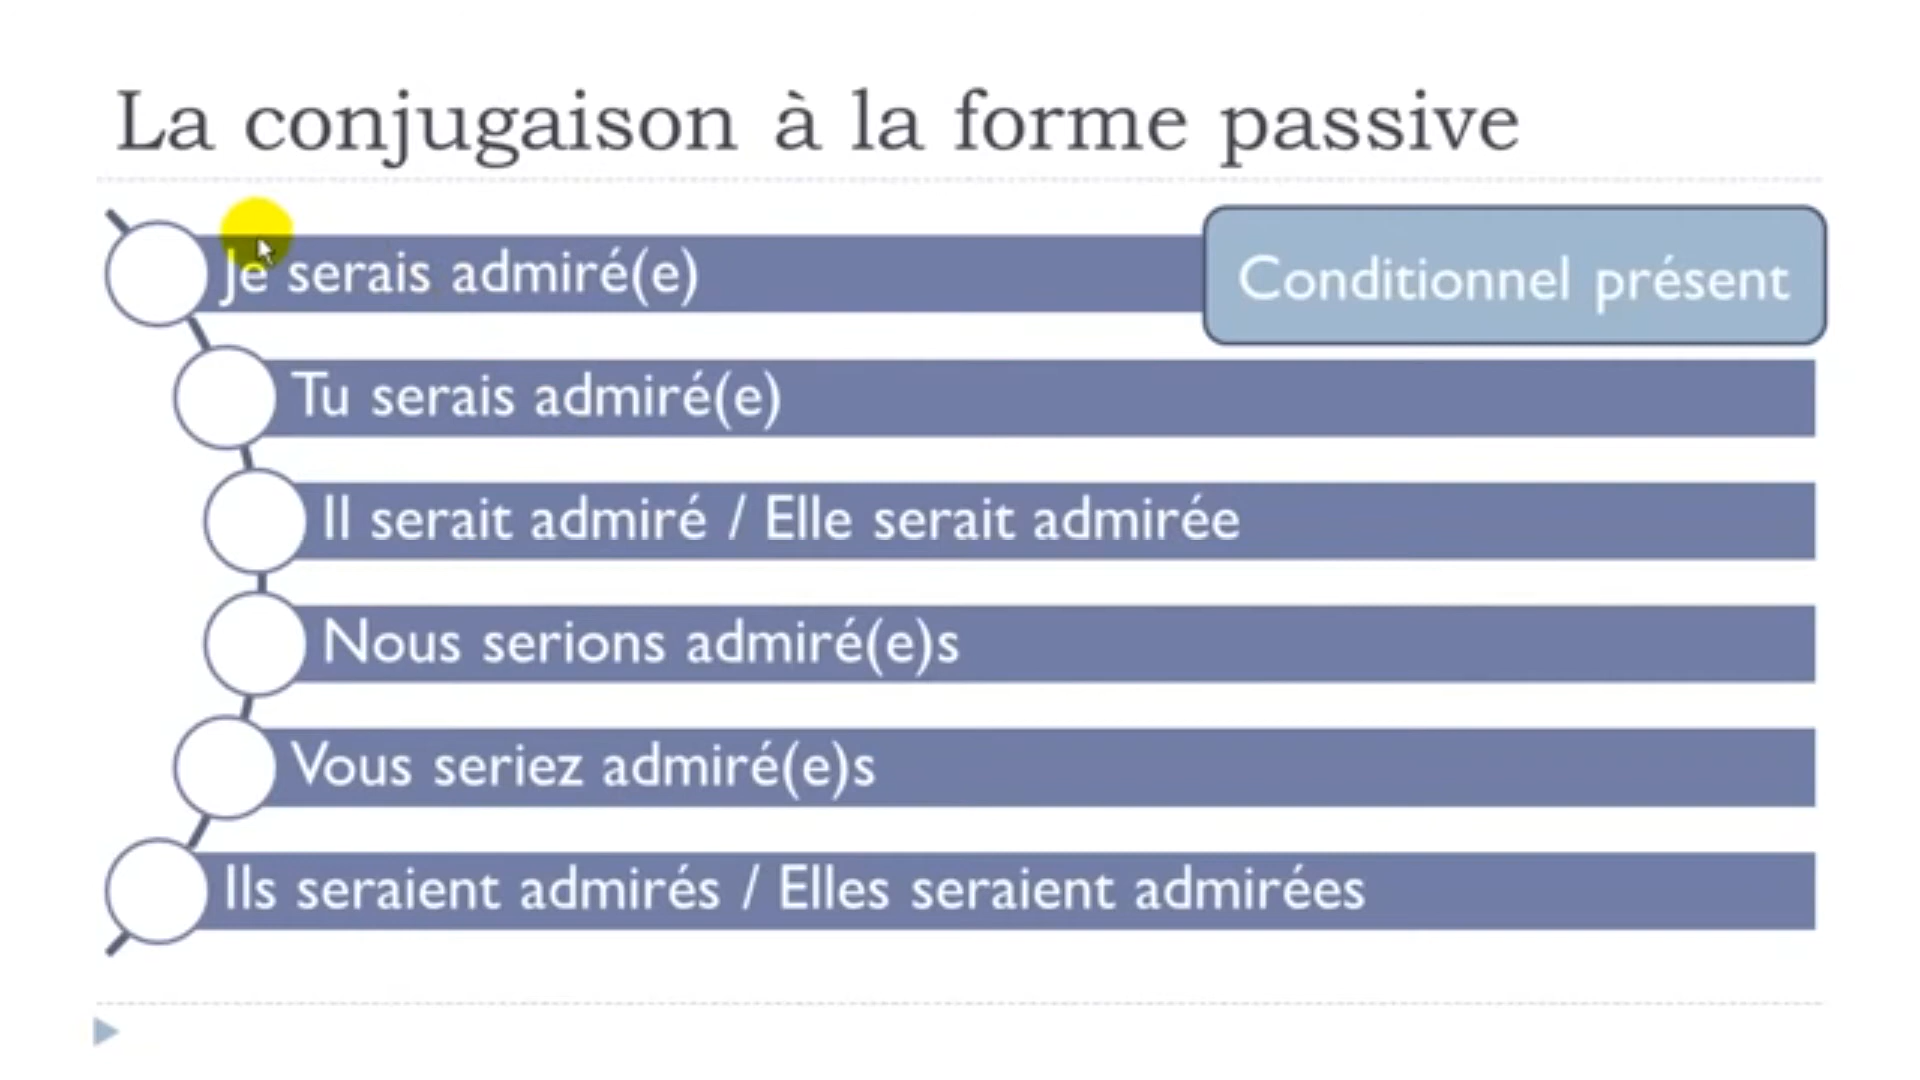 La conjugaison à la forme passive
Je serais admiré(e)
Conditionnel présent
Tu serais admiré(e)
Il serait admiré / Elle serait admirée
Nous serions admiré(e)s
Vous seriez admiré(e)s
Ils seraient admirés / Elles seraient admirées